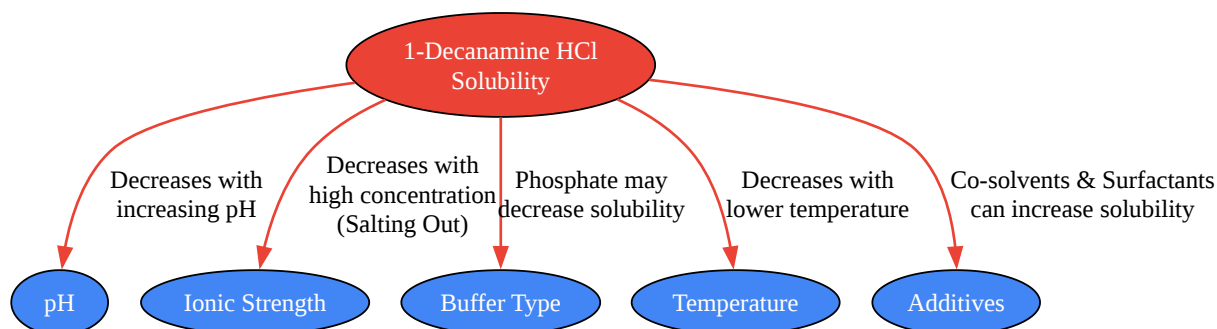 1-Decanamine HCl
Solubility
Decreases with
increasing pH
Decreases with
high concentration
(Salting Out)
Phosphate may
decrease solubility
Decreases with
lower temperature
Co-solvents & Surfactants
can increase solubility
pH
Ionic Strength
Buffer Type
Temperature
Additives